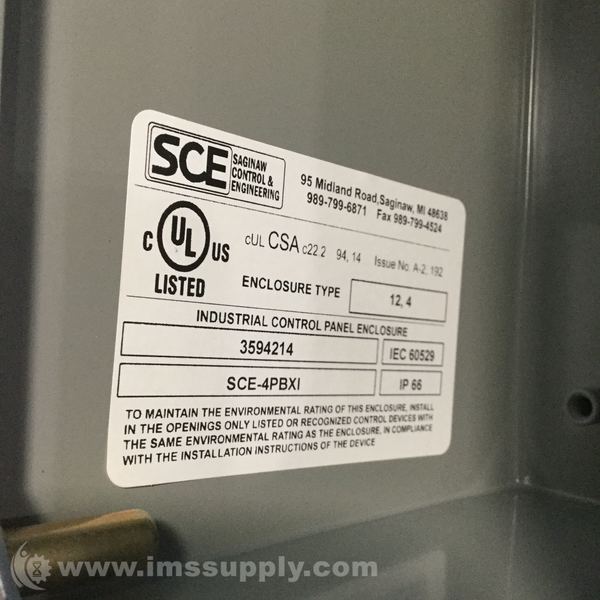 SCE
SAGINAW
CONTROL &
ENGINEERING
95 Midland Road,Saginaw, MI 48638
989-799-6871 Fax 989-799-4524
C UL US
LISTED
cUL CSA c22.2 94, 14 Issue No. A-2, 192
ENCLOSURE TYPE 12, 4
INDUSTRIAL CONTROL PANEL ENCLOSURE
3594214 IEC 60529
SCE-4PBXI IP 66
TO MAINTAIN THE ENVIRONMENTAL RATING OF THIS ENCLOSURE, INSTALL
IN THE OPENINGS ONLY LISTED OR RECOGNIZED CONTROL DEVICES WITH
THE SAME ENVIRONMENTAL RATING AS THE ENCLOSURE, IN COMPLIANCE
WITH THE INSTALLATION INSTRUCTIONS OF THE DEVICE
www.imssupply.com/